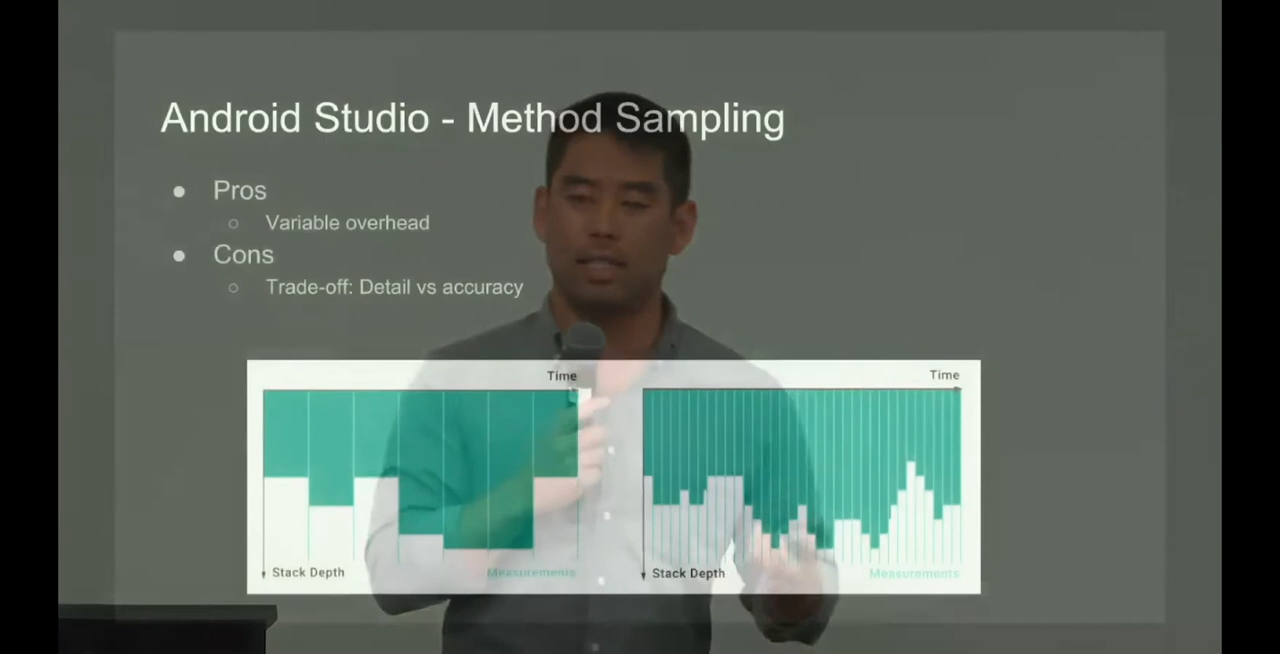 Android Studio - Method Sampling
● Pros
○ Variable overhead
● Cons
○ Trade-off: Detail vs accuracy
Time
Stack Depth
Measurements
Time
Stack Depth
Measurements